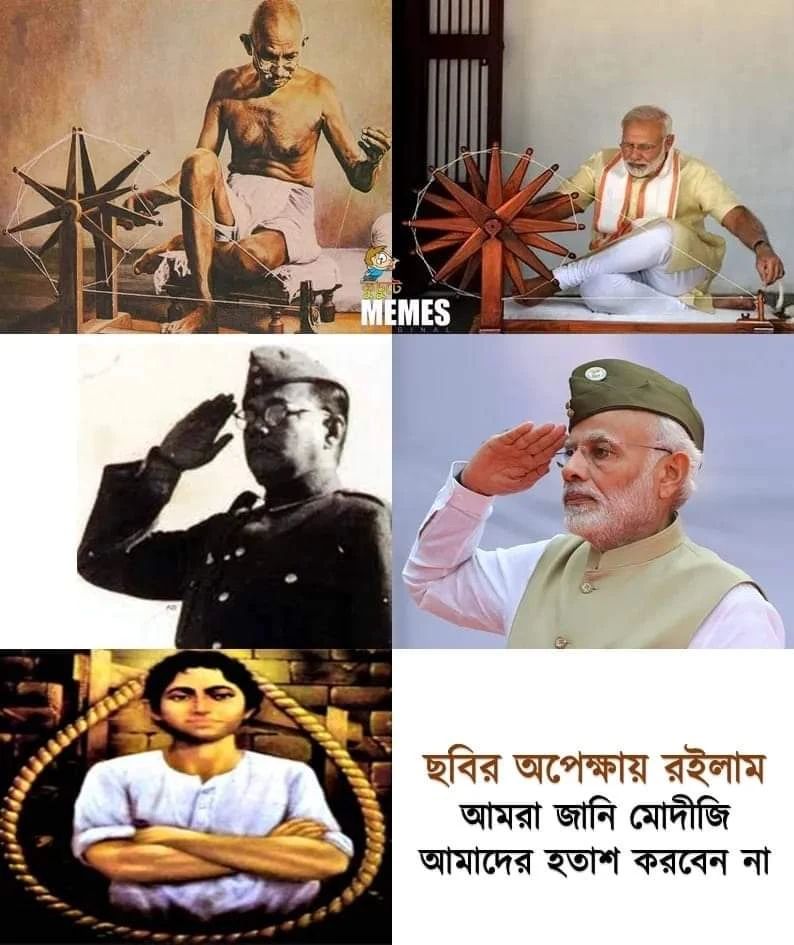 MEMES
ছবির অপেক্ষায় রইলাম
আমরা জানি মোদীজি
আমাদের হতাশ করবেন না